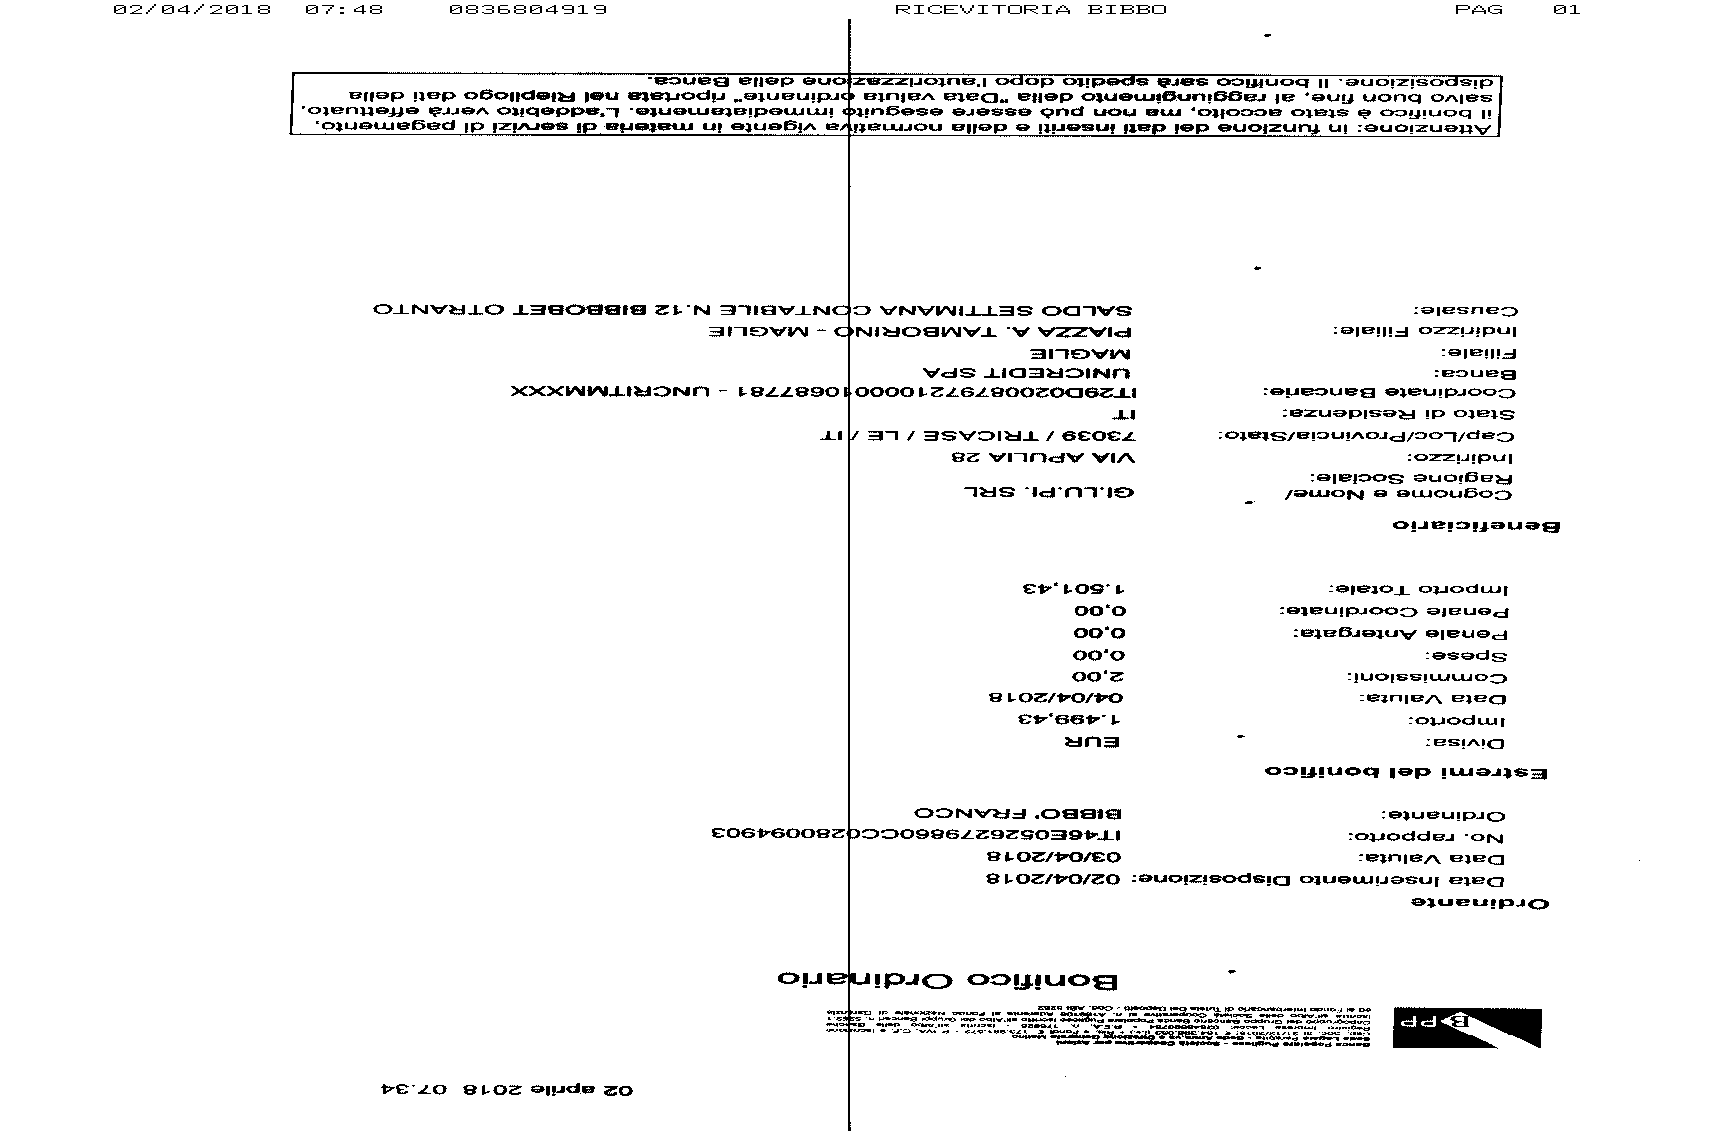 02/04/2018 07:48 0836804919 RICEVITORIA BIBBO PAG 01
02 aprile 2018 07.34
BPP
Banca Popolare Pugliese - Società Cooperativa per Azioni
Bonifico Ordinario
Ordinante
Data Inserimento Disposizione: 02/04/2018
Data Valuta: 03/04/2018
No. rapporto: IT46E0526279860CC0280094903
Ordinante: BIBBO' FRANCO
Estremi del bonifico
Divisa: EUR
Importo: 1.499,43
Data Valuta: 04/04/2018
Commissioni: 2,00
Spese: 0,00
Penale Antergata: 0,00
Penale Coordinate: 0,00
Importo Totale: 1.501,43
Beneficiario
Cognome e Nome/ GI.LU.PI. SRL
Ragione Sociale:
Indirizzo: VIA APULIA 28
Cap/Loc/Provincia/Stato: 73039 / TRICASE / LE / IT
Stato di Residenza: IT
Coordinate Bancarie: IT29D0200879721000010687781 - UNCRITMMXXX
Banca: UNICREDIT SPA
Filiale: MAGLIE
Indirizzo Filiale: PIAZZA A. TAMBORINO - MAGLIE
Causale: SALDO SETTIMANA CONTABILE N.12 BIBBOBET OTRANTO
Attenzione: in funzione dei dati inseriti e della normativa vigente in materia di servizi di pagamento,
il bonifico è stato accolto, ma non può essere eseguito immediatamente. L'addebito verrà effettuato,
salvo buon fine, al raggiungimento della "Data valuta ordinante" riportata nel Riepilogo dati della
disposizione. Il bonifico sarà spedito dopo l'autorizzazione della Banca.